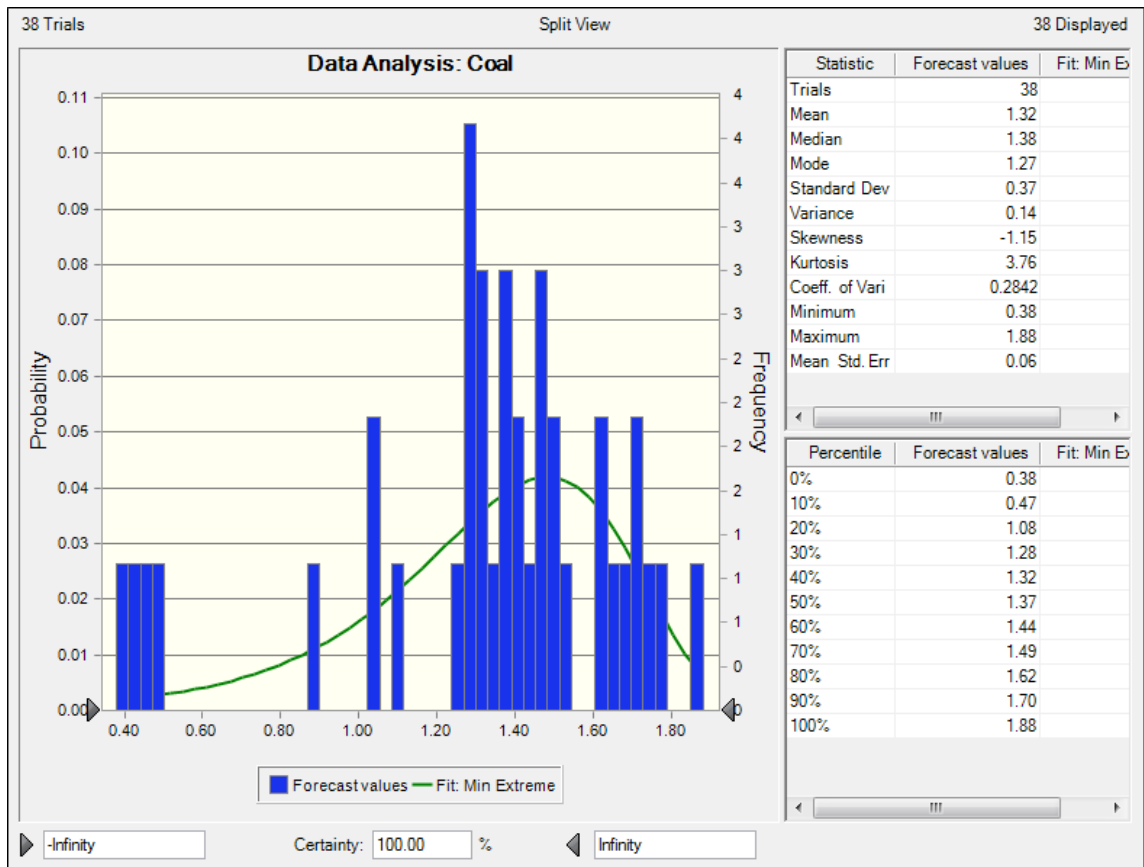 38 Trials Split View 38 Displayed
Data Analysis: Coal
0.11
0.10
0.09
0.08
0.07
0.06
0.05
0.04
0.03
0.02
0.01
0.00
Probability
4
4
4
3
3
3
2
2
2
2
1
1
1
0
0
Frequency
0.40 0.60 0.80 1.00 1.20 1.40 1.60 1.80
Forecast values Fit: Min Extreme
Statistic Forecast values Fit: Min Ex
Trials 38
Mean 1.32
Median 1.38
Mode 1.27
Standard Dev 0.37
Variance 0.14
Skewness -1.15
Kurtosis 3.76
Coeff. of Vari 0.2842
Minimum 0.38
Maximum 1.88
Mean Std. Err 0.06
Percentile Forecast values Fit: Min Ex
0% 0.38
10% 0.47
20% 1.08
30% 1.28
40% 1.32
50% 1.37
60% 1.44
70% 1.49
80% 1.62
90% 1.70
100% 1.88
-Infinity Certainty: 100.00 % Infinity